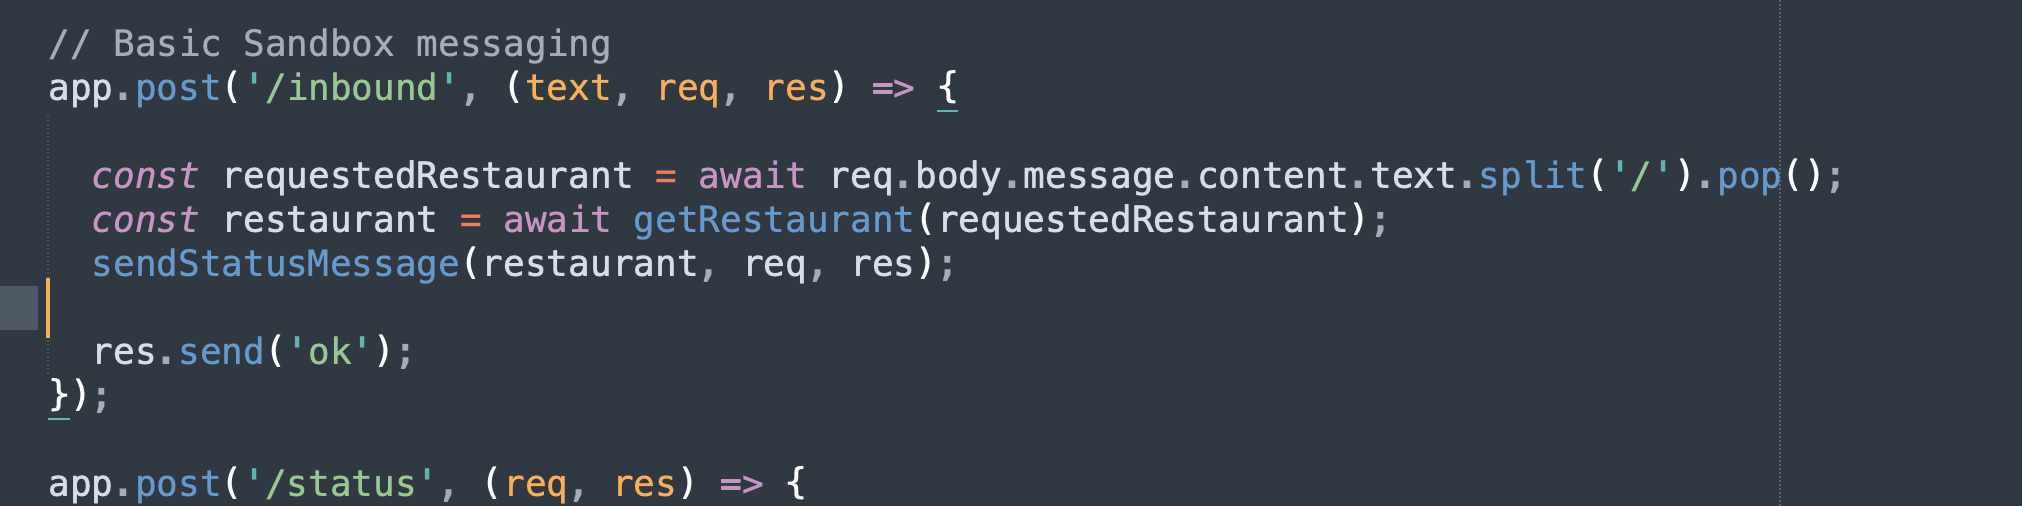 // Basic Sandbox messaging
app.post('/inbound', (text, req, res) => {
const requestedRestaurant = await req.body.message.content.text.split('/').pop();
const restaurant = await getRestaurant(requestedRestaurant);
sendStatusMessage(restaurant, req, res);
res.send('ok');
});
app.post('/status', (req, res) => {